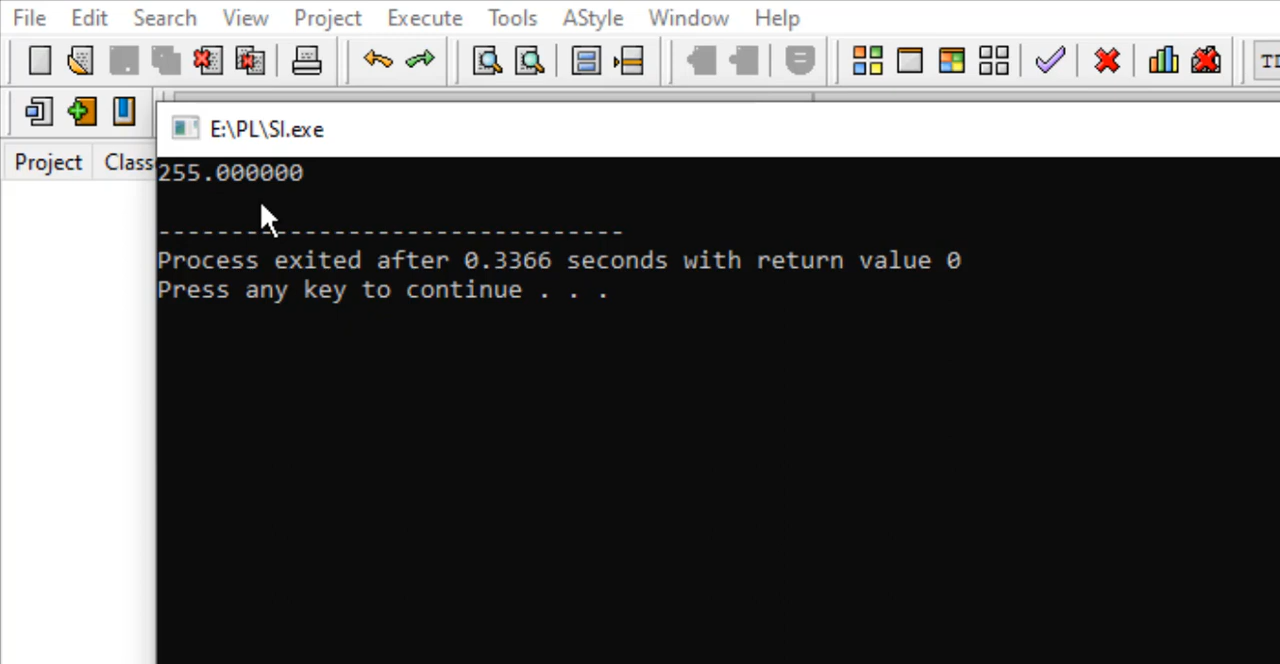 File Edit Search View Project Execute Tools AStyle Window Help
E:\PL\SI.exe
Project Class
255.000000
--------------------------------
Process exited after 0.3366 seconds with return value 0
Press any key to continue . . .